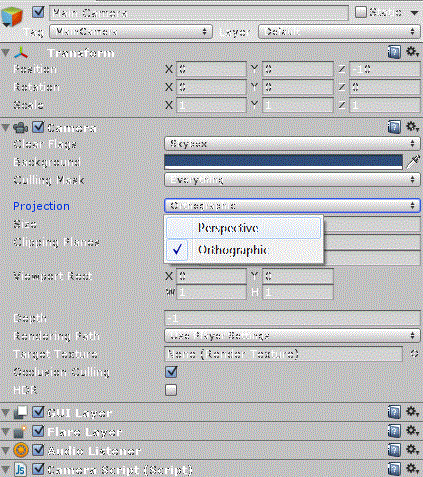 Main Camera Static
Tag MainCamera Layer Default
Transform
Position X 0 Y 0 Z -10
Rotation X 0 Y 0 Z 0
Scale X 1 Y 1 Z 1
Camera
Clear Flags Skybox
Background
Culling Mask Everything
Projection Orthographic
Size
Perspective
Clipping Planes
Orthographic
Viewport Rect X 0 Y 0
W 1 H 1
Depth -1
Rendering Path Use Player Settings
Target Texture None (Render Texture)
Occlusion Culling
HDR
GUI Layer
Flare Layer
Audio Listener
Js Camera Script (Script)